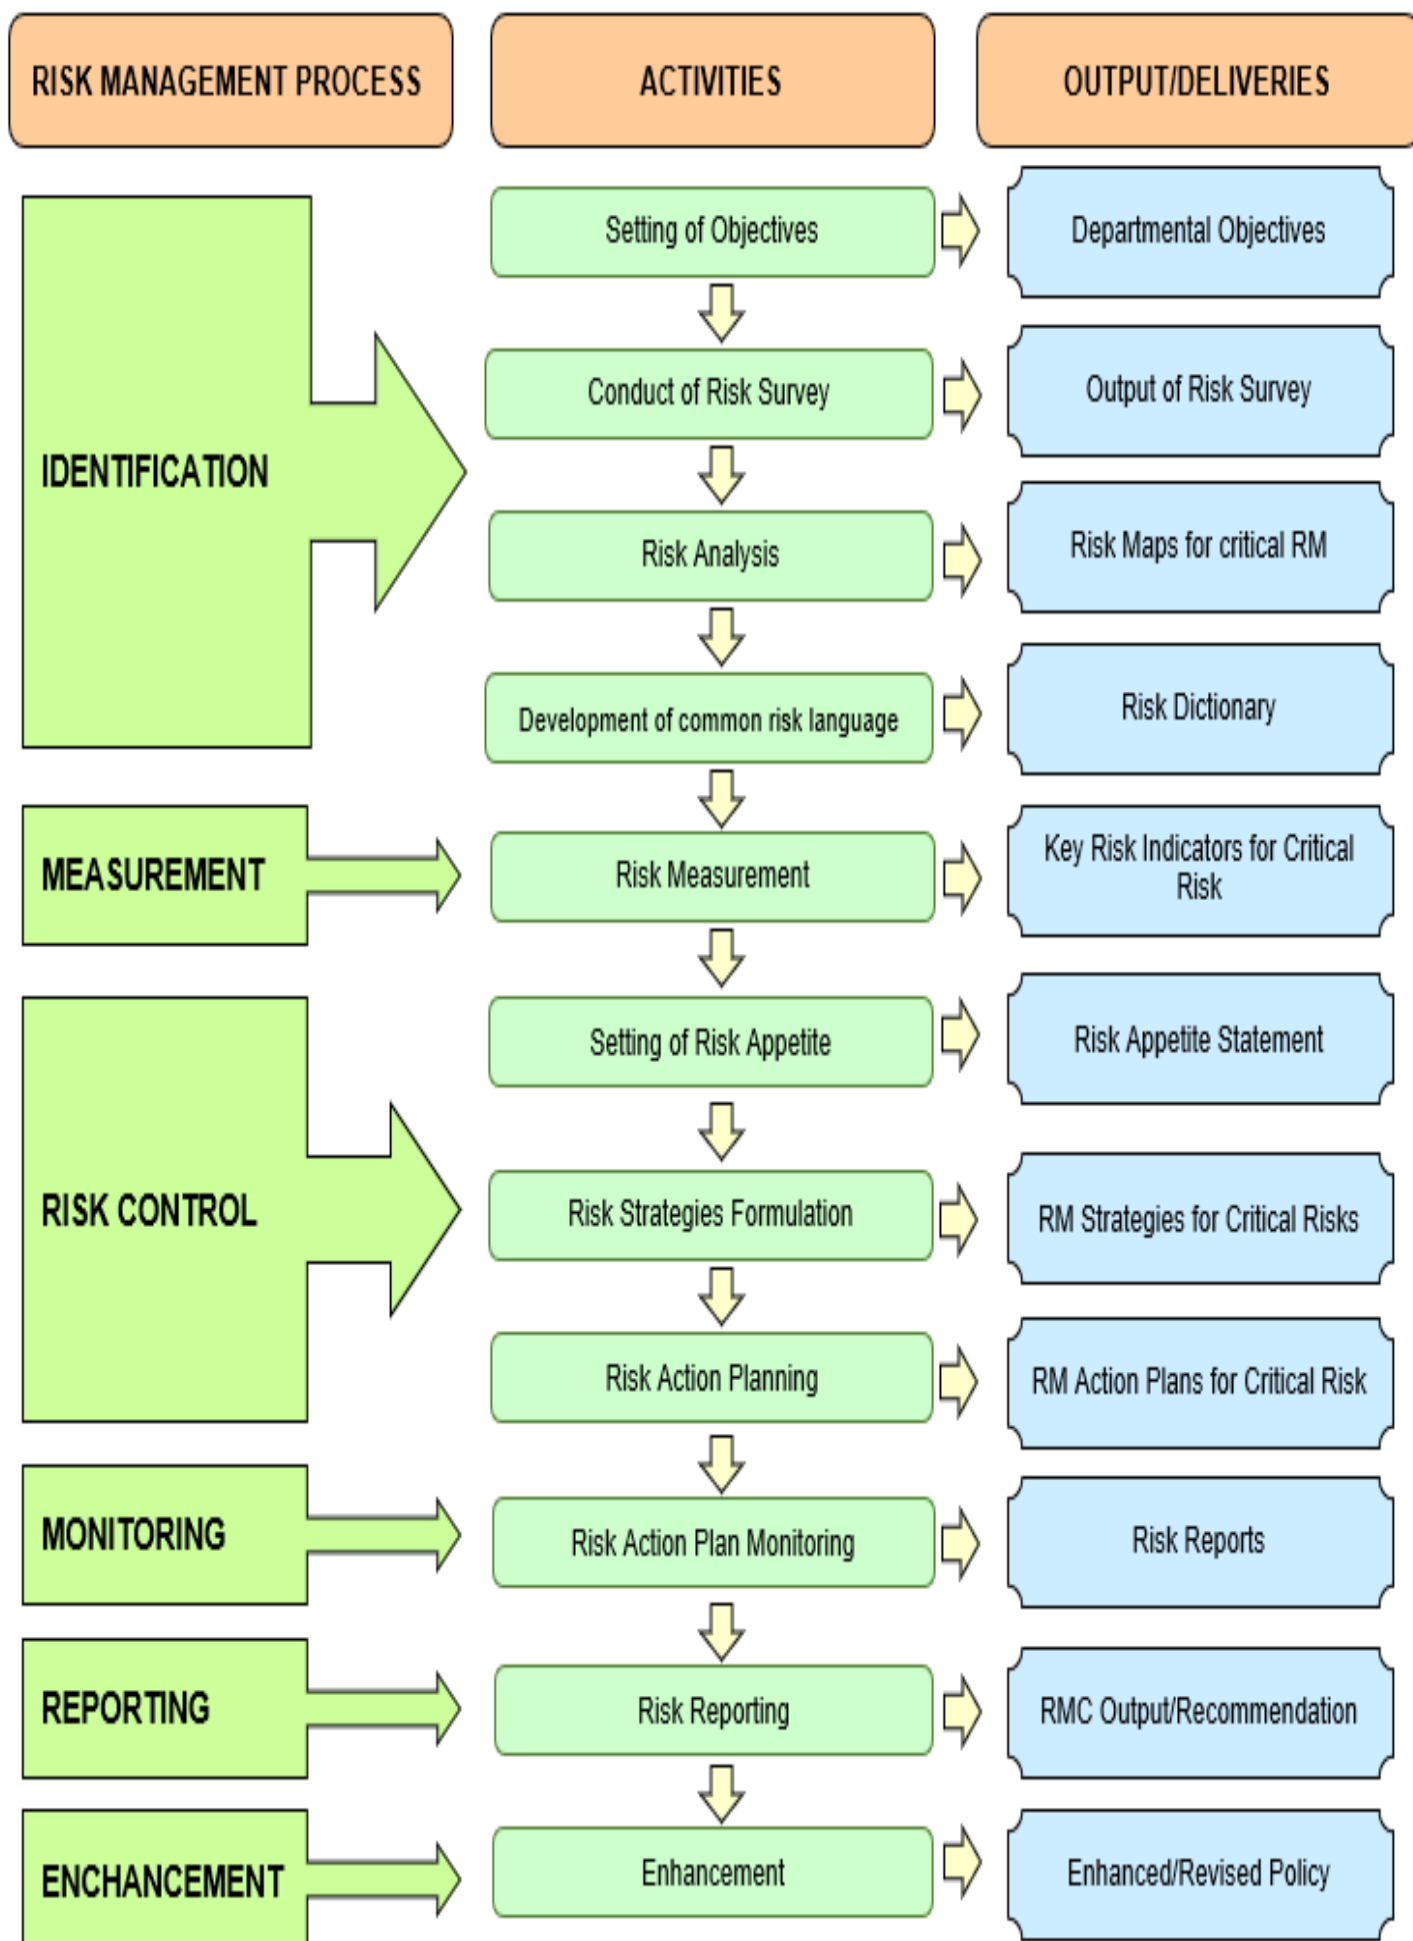 RISK MANAGEMENT PROCESS
ACTIVITIES
OUTPUT/DELIVERIES
IDENTIFICATION
Setting of Objectives
Departmental Objectives
Conduct of Risk Survey
Output of Risk Survey
Risk Analysis
Risk Maps for critical RM
Development of common risk language
Risk Dictionary
MEASUREMENT
Risk Measurement
Key Risk Indicators for Critical
Risk
RISK CONTROL
Setting of Risk Appetite
Risk Appetite Statement
Risk Strategies Formulation
RM Strategies for Critical Risks
Risk Action Planning
RM Action Plans for Critical Risk
MONITORING
Risk Action Plan Monitoring
Risk Reports
REPORTING
Risk Reporting
RMC Output/Recommendation
ENCHANCEMENT
Enhancement
Enhanced/Revised Policy